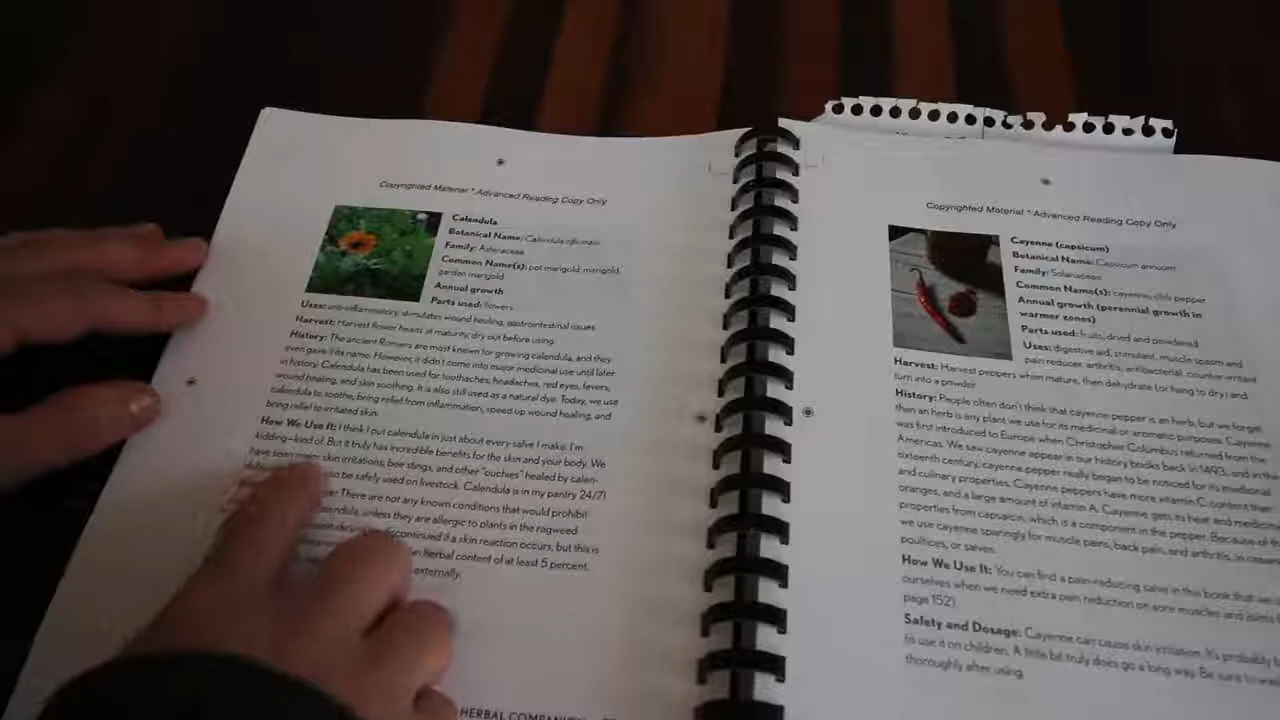 Copyrighted Material * Advanced Reading Copy Only
Calendula
Botanical Name: Calendula officinalis
Family: Asteraceae
Common Name(s): pot marigold, marigold,
garden marigold
Annual growth
Parts used: flowers
Uses: anti-inflammatory, stimulates wound healing, gastrointestinal issues
Harvest: Harvest flower heads at maturity; dry out before using.
History: The ancient Romans are most known for growing calendula, and they
even gave it its name. However, it didn't come into major medicinal use until later
in history. Calendula has been used for toothaches, headaches, red eyes, fevers,
wound healing, and skin soothing. It is also still used as a natural dye. Today, we use
calendula to soothe, bring relief from inflammation, speed up wound healing, and
bring relief to irritated skin.
How We Use It: I think I put calendula in just about every salve I make. I'm
kidding—kind of. But it truly has incredible benefits for the skin and your body. We
have seen major skin irritations, bee stings, and other "ouches" healed by calen-
be safely used on livestock. Calendula is in my pantry 24/7!
There are not any known conditions that would prohibit
unless they are allergic to plants in the ragweed
discontinued if a skin reaction occurs, but this is
herbal content of at least 5 percent,
externally.
HERBAL
Copyrighted Material * Advanced Reading Copy Only
Cayenne (capsicum)
Botanical Name: Capsicum annuum
Family: Solanaceae
Common Name(s): cayenne, chili pepper
Annual growth (perennial growth in
warmer zones)
Parts used: fruits, dried and powdered
Uses: digestive aid, stimulant, muscle spasm and
pain reducer, arthritis, antibacterial, counter-irritant
Harvest: Harvest peppers when mature, then dehydrate (or hang to dry) and
turn into a powder.
History: People often don't think that cayenne pepper is an herb, but we forget
then an herb is any plant we use for its medicinal or aromatic purposes. Cayenne
was first introduced to Europe when Christopher Columbus returned from the
Americas. We saw cayenne appear in our history books back in 1493, and in the
sixteenth century, cayenne pepper really began to be noticed for its medicinal
and culinary properties. Cayenne peppers have more vitamin C content than
oranges, and a large amount of vitamin A. Cayenne gets its heat and
properties from capsaicin, which is a component in the pepper. Because of
we use cayenne sparingly for muscle pains, back pain, and arthritis, in
poultices, or salves.
How We Use It: You can find a pain-reducing salve in this book that
ourselves when we need extra pain reduction on sore muscles and joints
page 152).
Safety and Dosage: Cayenne can cause skin irritation. It's probably
to use it on children. A little bit truly does go a long way. Be sure to
thoroughly after using.